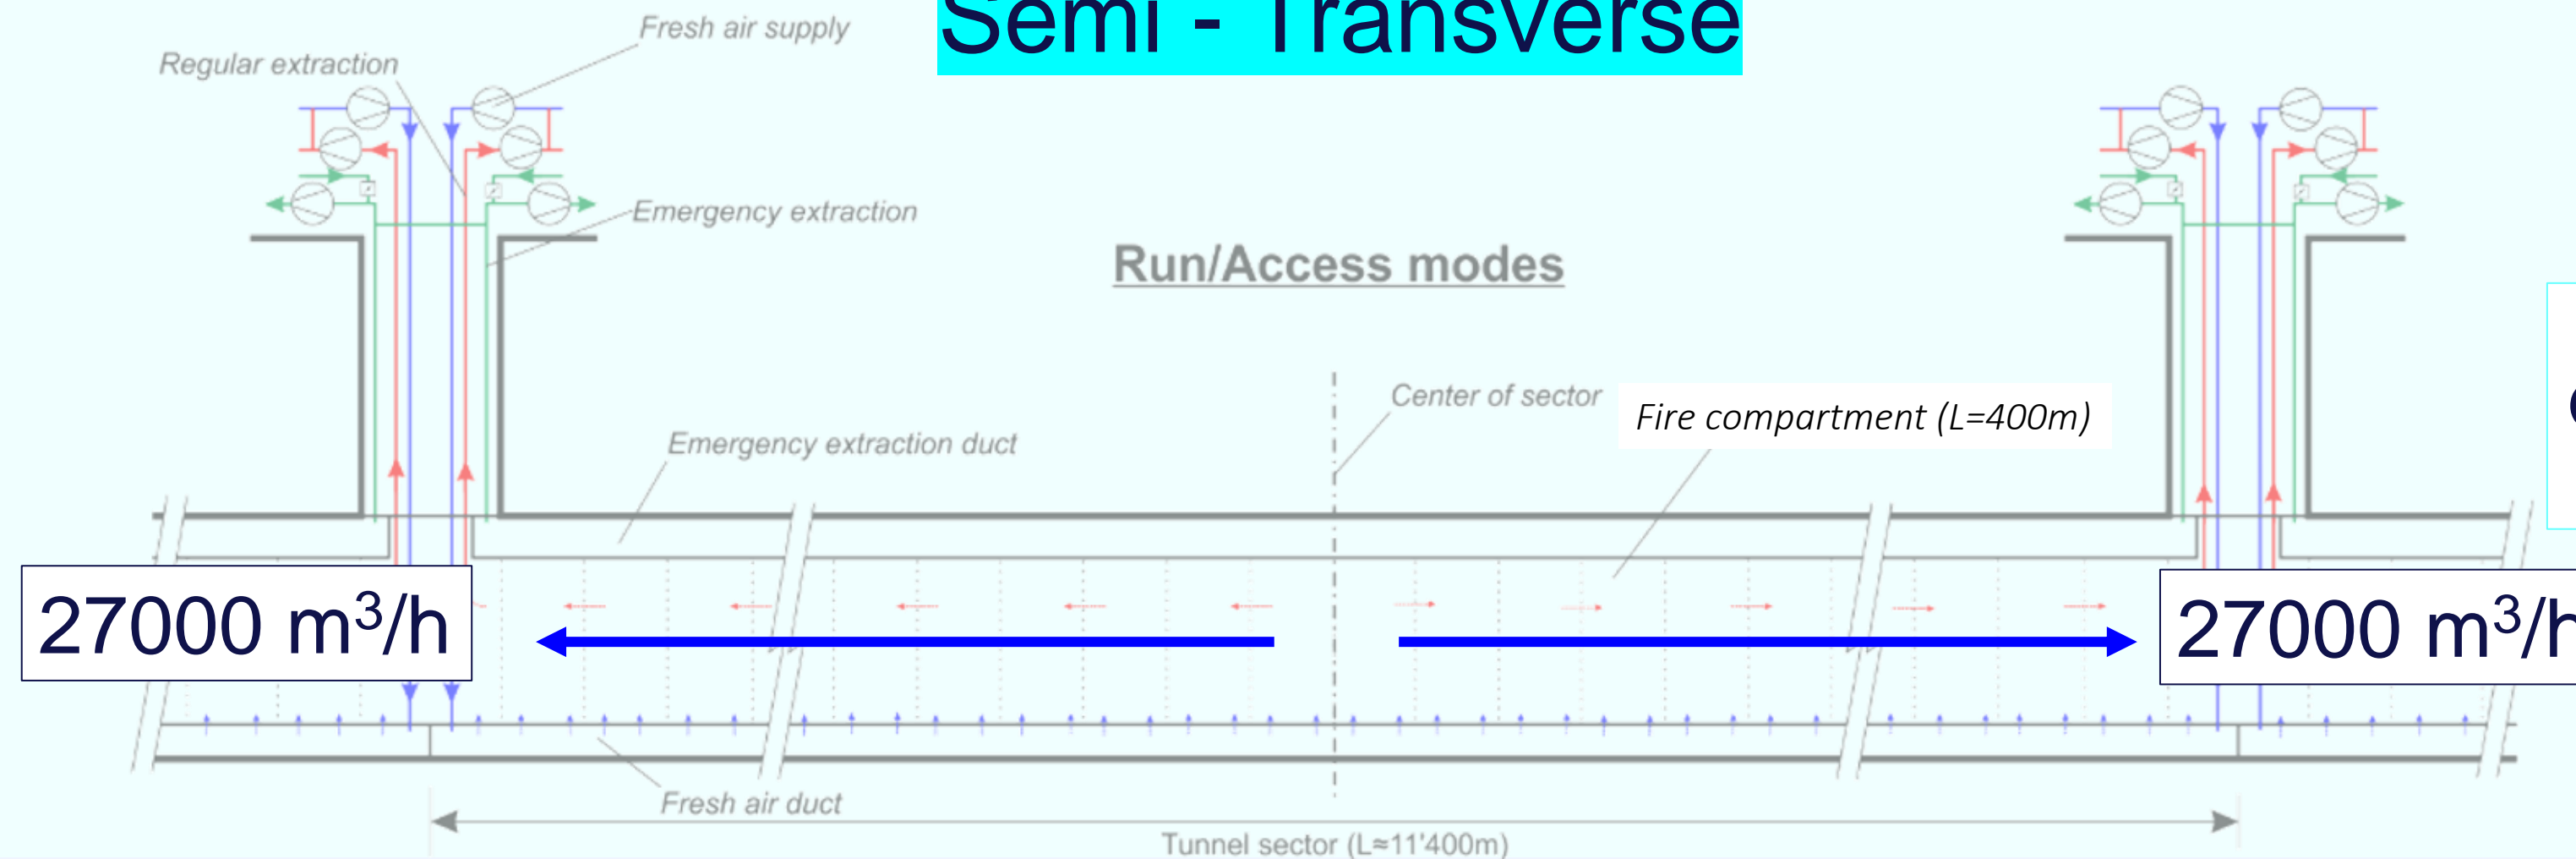 Semi - Transverse
Fresh air supply
Regular extraction
Emergency extraction
Run/Access modes
Center of sector
Fire compartment (L=400m)
Emergency extraction duct
27000 m³/h
27000 m³/h
Fresh air duct
Tunnel sector (L≈11'400m)